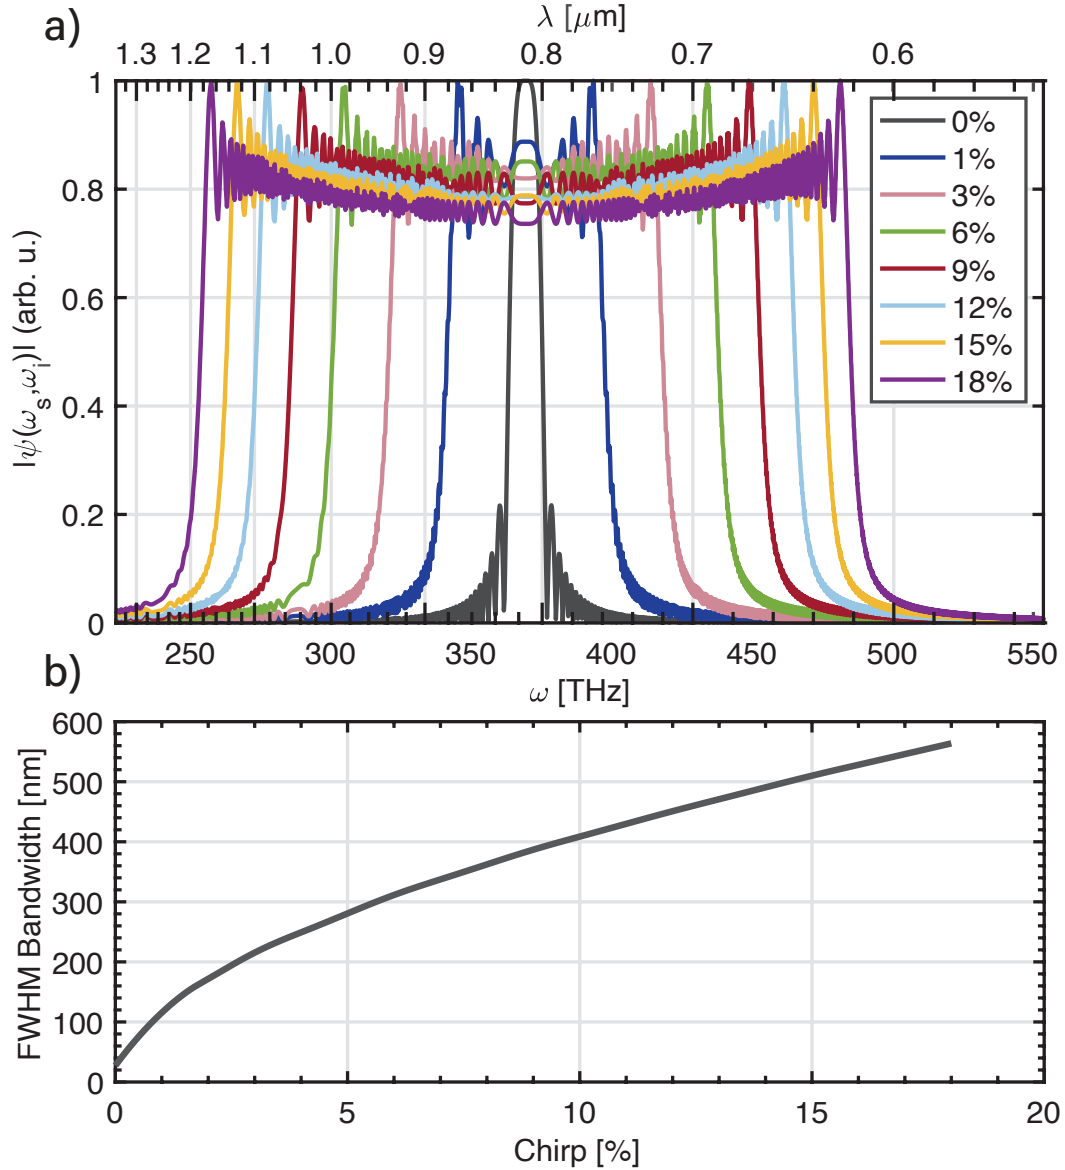 a)
λ [μm]
1.3 1.2 1.1 1.0 0.9 0.8 0.7 0.6
1
0.8
0.6
0.4
0.2
0
|ψ(ω_s,ω_i)| (arb. u.)
0%
1%
3%
6%
9%
12%
15%
18%
250 300 350 400 450 500 550
ω [THz]
b)
600
500
400
300
200
100
0
FWHM Bandwidth [nm]
0 5 10 15 20
Chirp [%]